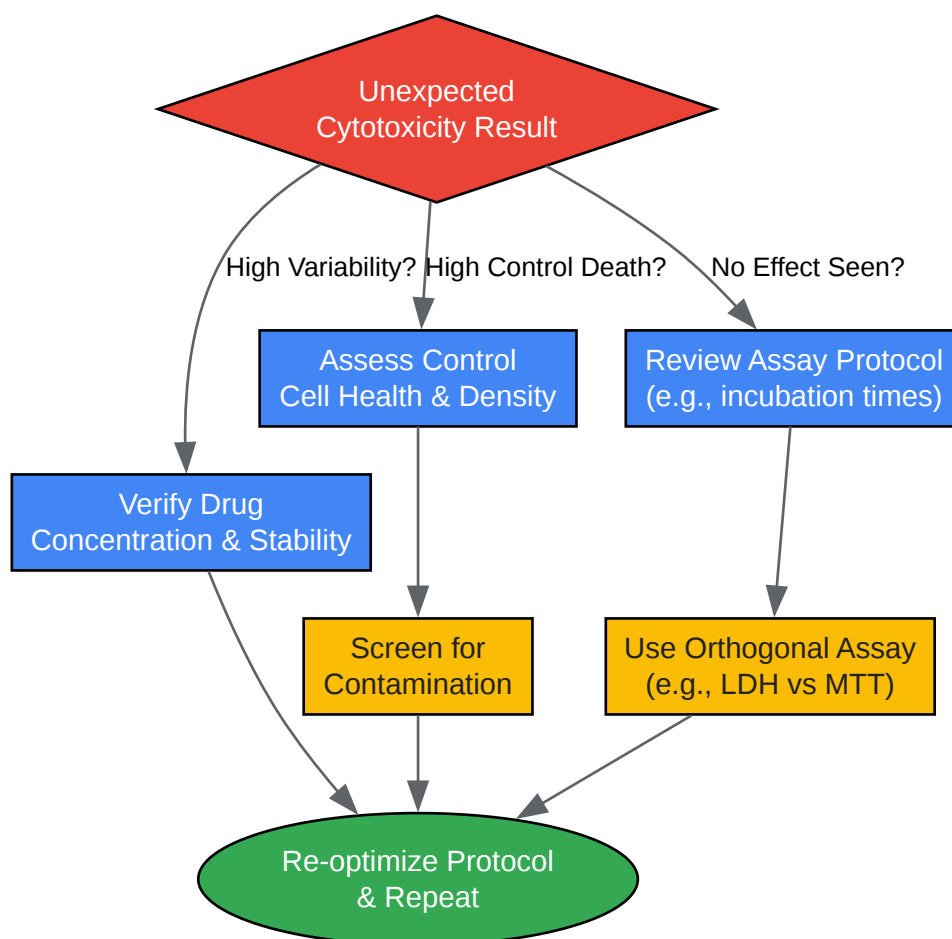 Unexpected
Cytotoxicity Result
High Variability?
High Control Death?
No Effect Seen?
Assess Control
Cell Health & Density
Review Assay Protocol
(e.g., incubation times)
Verify Drug
Concentration & Stability
Screen for
Contamination
Use Orthogonal Assay
(e.g., LDH vs MTT)
Re-optimize Protocol
& Repeat